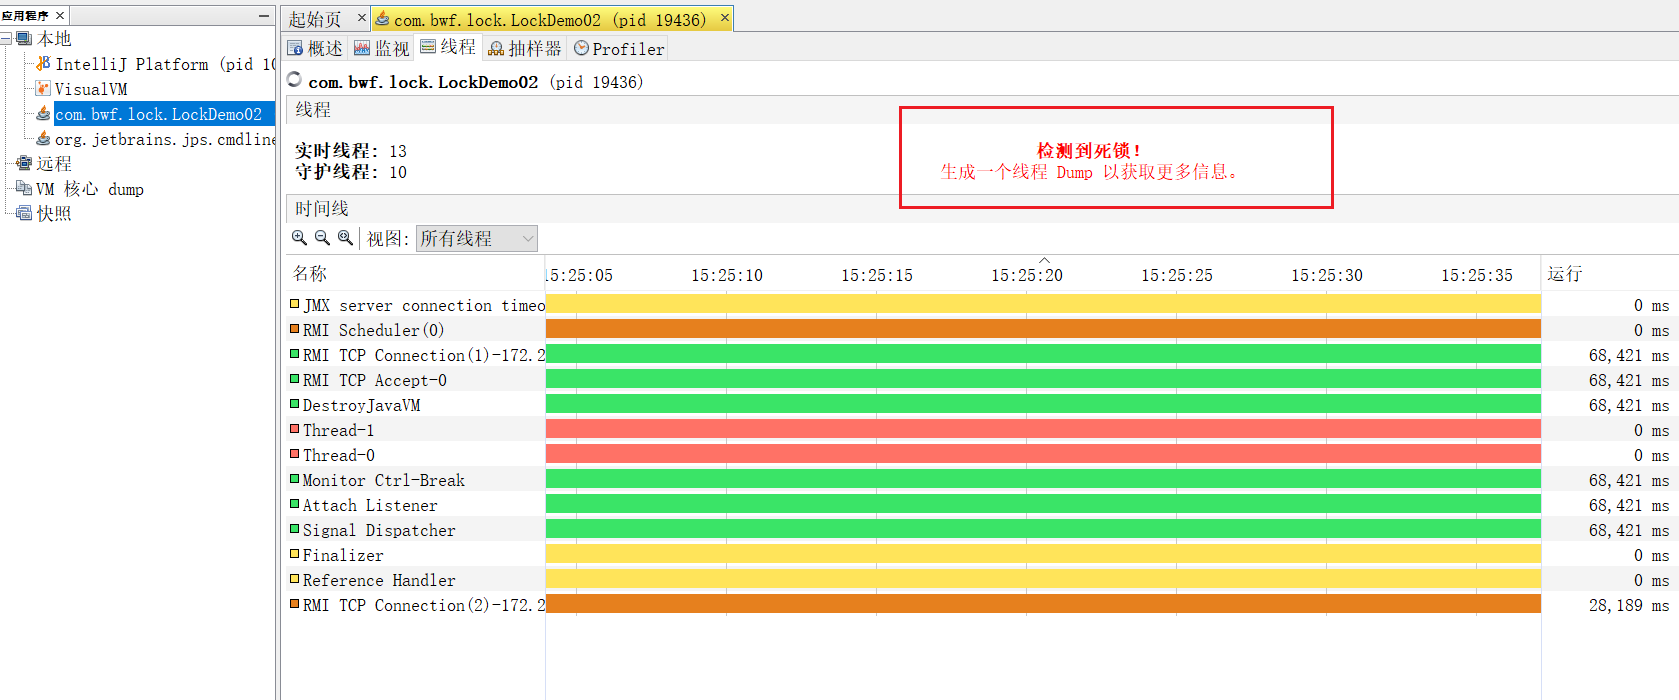 应用程序 ×
本地
IntelliJ Platform (pid 10
VisualVM
com.bwf.lock.LockDemo02
org.jetbrains.jps.cmdline
远程
VM 核心 dump
快照
起始页 × com.bwf.lock.LockDemo02 (pid 19436) ×
概述 监视 线程 抽样器 Profiler
com.bwf.lock.LockDemo02 (pid 19436)
线程
实时线程: 13
守护线程: 10
检测到死锁!
生成一个线程 Dump 以获取更多信息。
时间线
视图: 所有线程
名称 15:25:05 15:25:10 15:25:15 15:25:20 15:25:25 15:25:30 15:25:35 运行
JMX server connection timeo 0 ms
RMI Scheduler(0) 0 ms
RMI TCP Connection(1)-172.2 68,421 ms
RMI TCP Accept-0 68,421 ms
DestroyJavaVM 68,421 ms
Thread-1 0 ms
Thread-0 0 ms
Monitor Ctrl-Break 68,421 ms
Attach Listener 68,421 ms
Signal Dispatcher 68,421 ms
Finalizer 0 ms
Reference Handler 0 ms
RMI TCP Connection(2)-172.2 28,189 ms